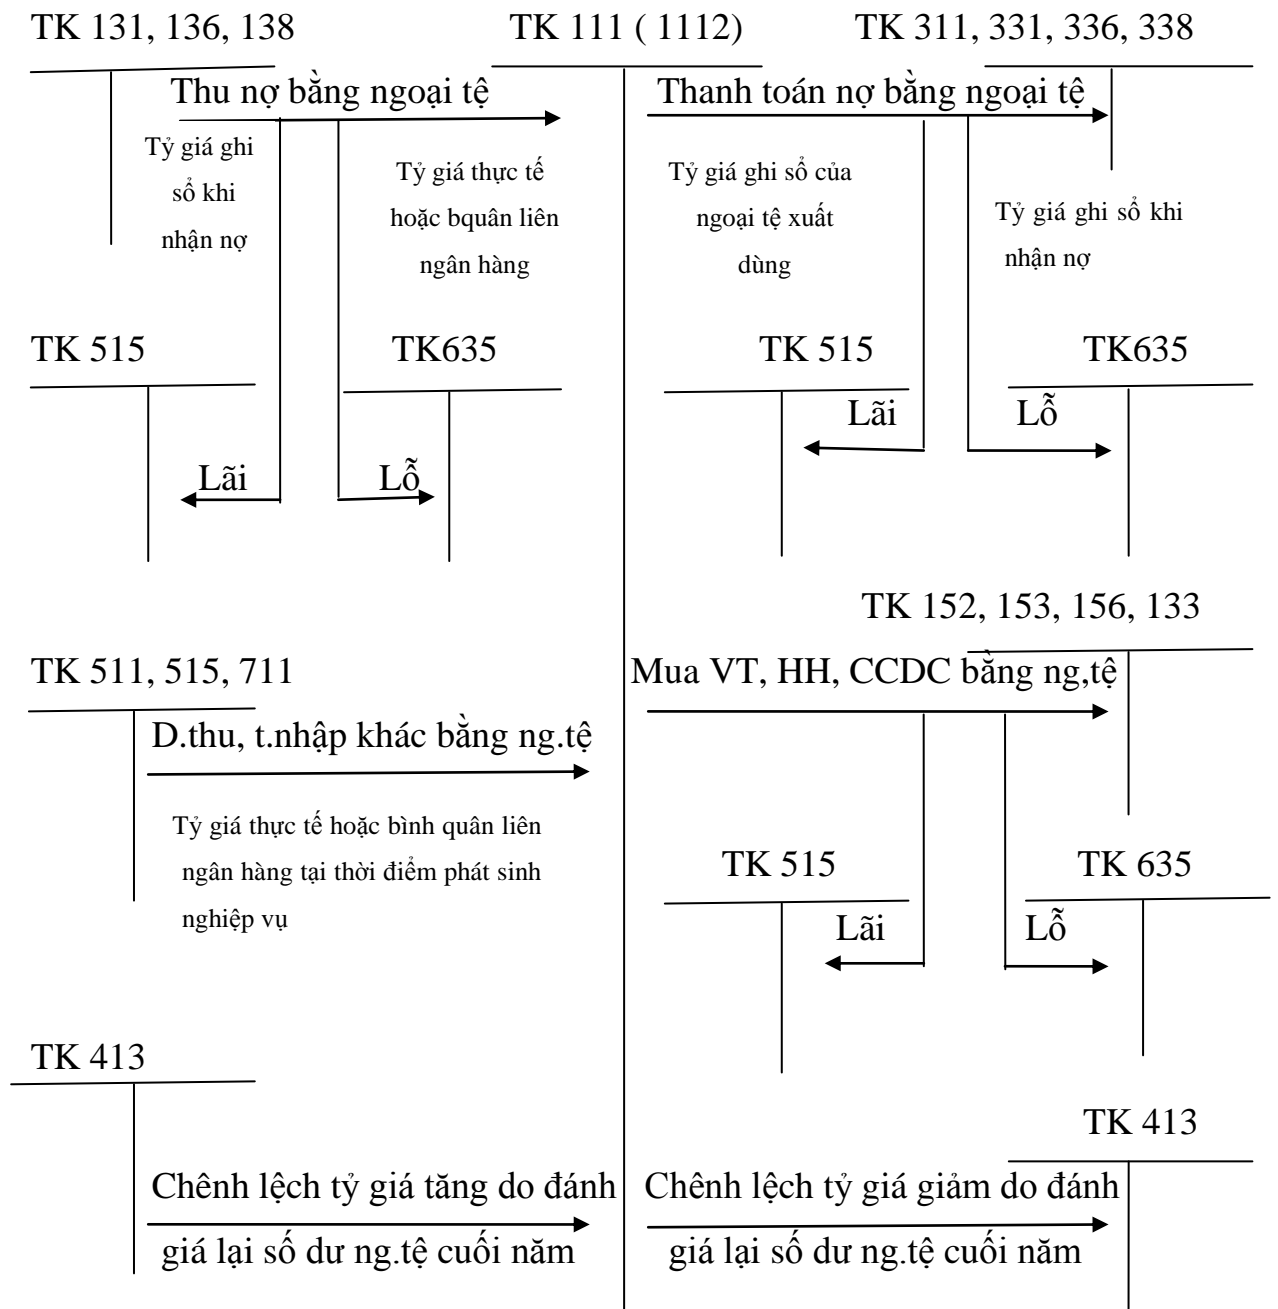 TK 131, 136, 138
TK 111 ( 1112)
TK 311, 331, 336, 338
Thu nợ bằng ngoại tệ
Thanh toán nợ bằng ngoại tệ
Tỷ giá ghi
sổ khi
nhận nợ
Tỷ giá thực tế
hoặc bquân liên
ngân hàng
Tỷ giá ghi sổ của
ngoại tệ xuất
dùng
Tỷ giá ghi sổ khi
nhận nợ
TK 515
TK635
TK 515
TK635
Lãi
Lỗ
Lãi
Lỗ
TK 152, 153, 156, 133
TK 511, 515, 711
Mua VT, HH, CCDC bằng ng,tệ
D.thu, t.nhập khác bằng ng.tệ
Tỷ giá thực tế hoặc bình quân liên
ngân hàng tại thời điểm phát sinh
nghiệp vụ
TK 515
TK 635
Lãi
Lỗ
TK 413
TK 413
Chênh lệch tỷ giá tăng do đánh
giá lại số dư ng.tệ cuối năm
Chênh lệch tỷ giá giảm do đánh
giá lại số dư ng.tệ cuối năm